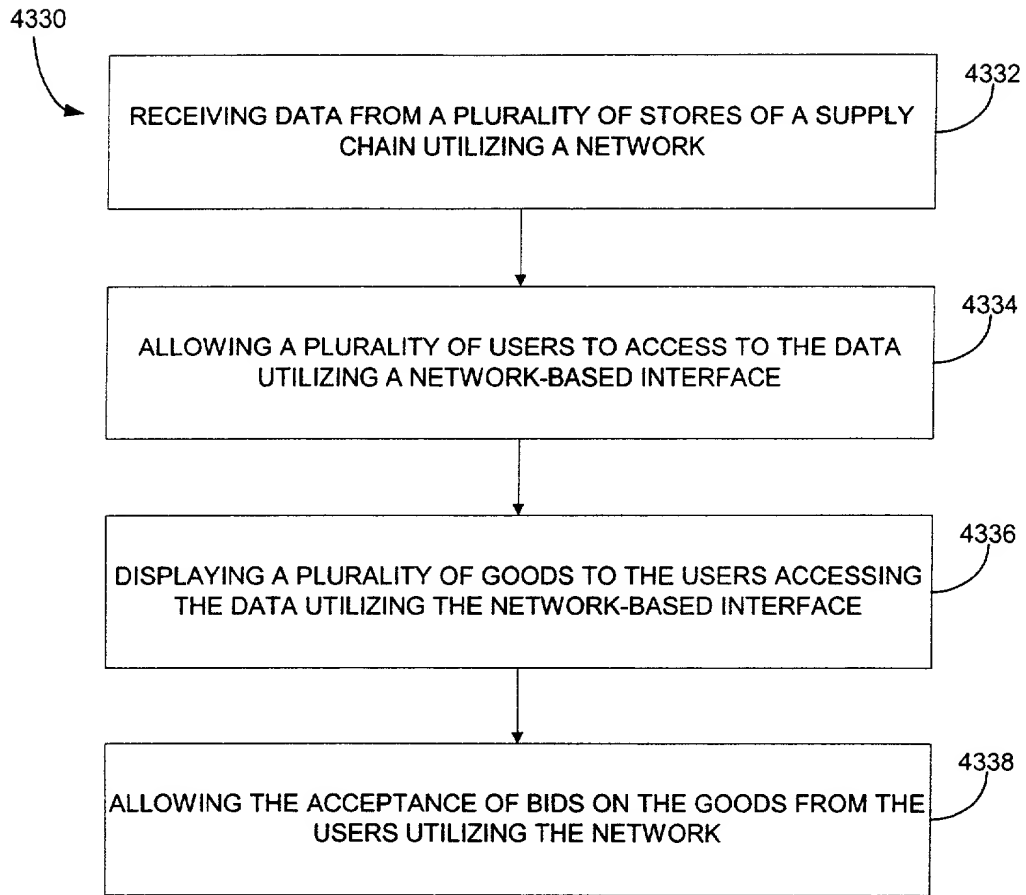 4330
4332
RECEIVING DATA FROM A PLURALITY OF STORES OF A SUPPLY
CHAIN UTILIZING A NETWORK
4334
ALLOWING A PLURALITY OF USERS TO ACCESS TO THE DATA
UTILIZING A NETWORK-BASED INTERFACE
4336
DISPLAYING A PLURALITY OF GOODS TO THE USERS ACCESSING
THE DATA UTILIZING THE NETWORK-BASED INTERFACE
4338
ALLOWING THE ACCEPTANCE OF BIDS ON THE GOODS FROM THE
USERS UTILIZING THE NETWORK